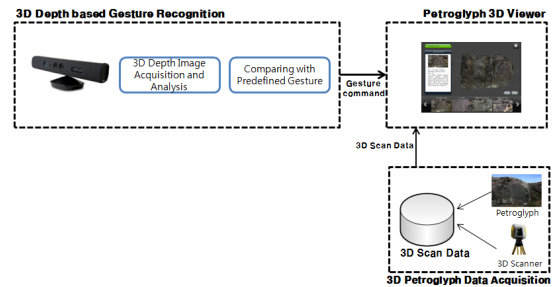 3D Depth based Gesture Recognition
Petroglyph 3D Viewer
3D Depth Image
Acquisition and
Analysis
Comparing with
Predefined Gesture
Gesture
command
3D Scan Data
Petroglyph
3D Scan Data
3D Scanner
3D Petroglyph Data Acquisition